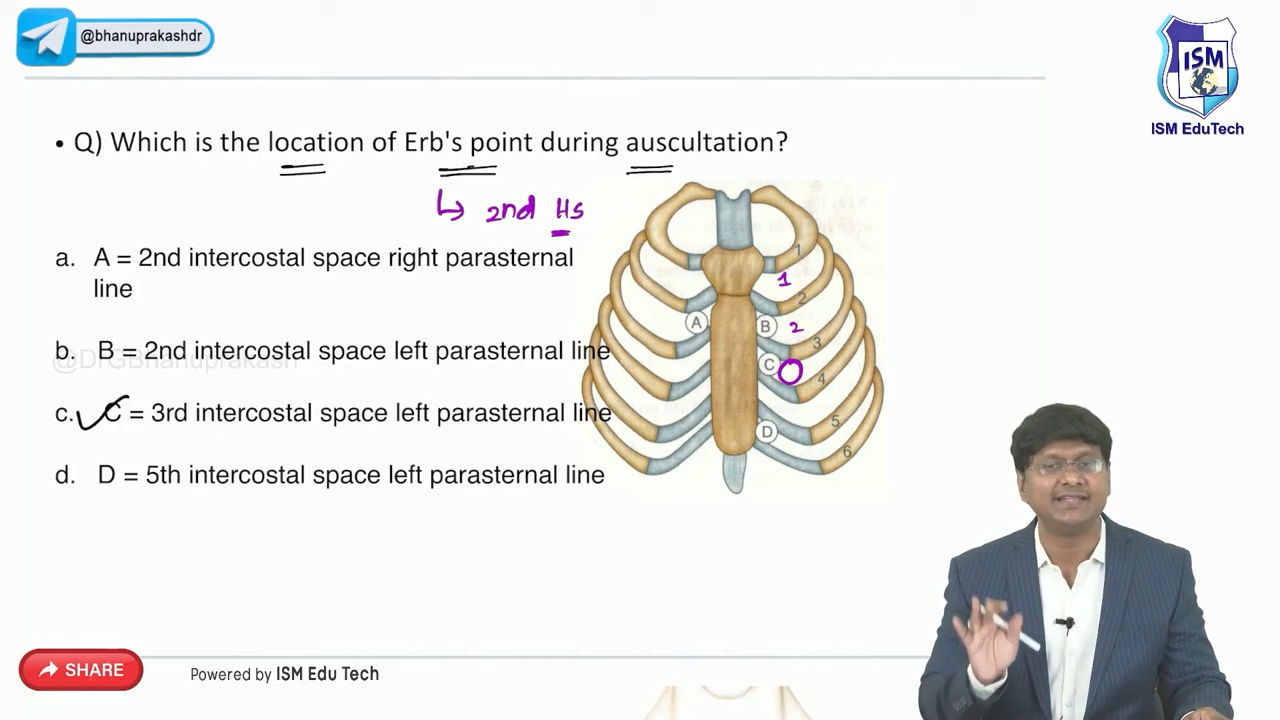 @bhanuprakashdr
ISM
ISM EduTech
• Q) Which is the location of Erb's point during auscultation?
↳ 2nd HS
a. A = 2nd intercostal space right parasternal
line
b. B = 2nd intercostal space left parasternal line
@DrGBhanuprakash
c. C = 3rd intercostal space left parasternal line
d. D = 5th intercostal space left parasternal line
1
1
2
A B 2
3
C
4
5
D
6
SHARE
Powered by ISM Edu Tech